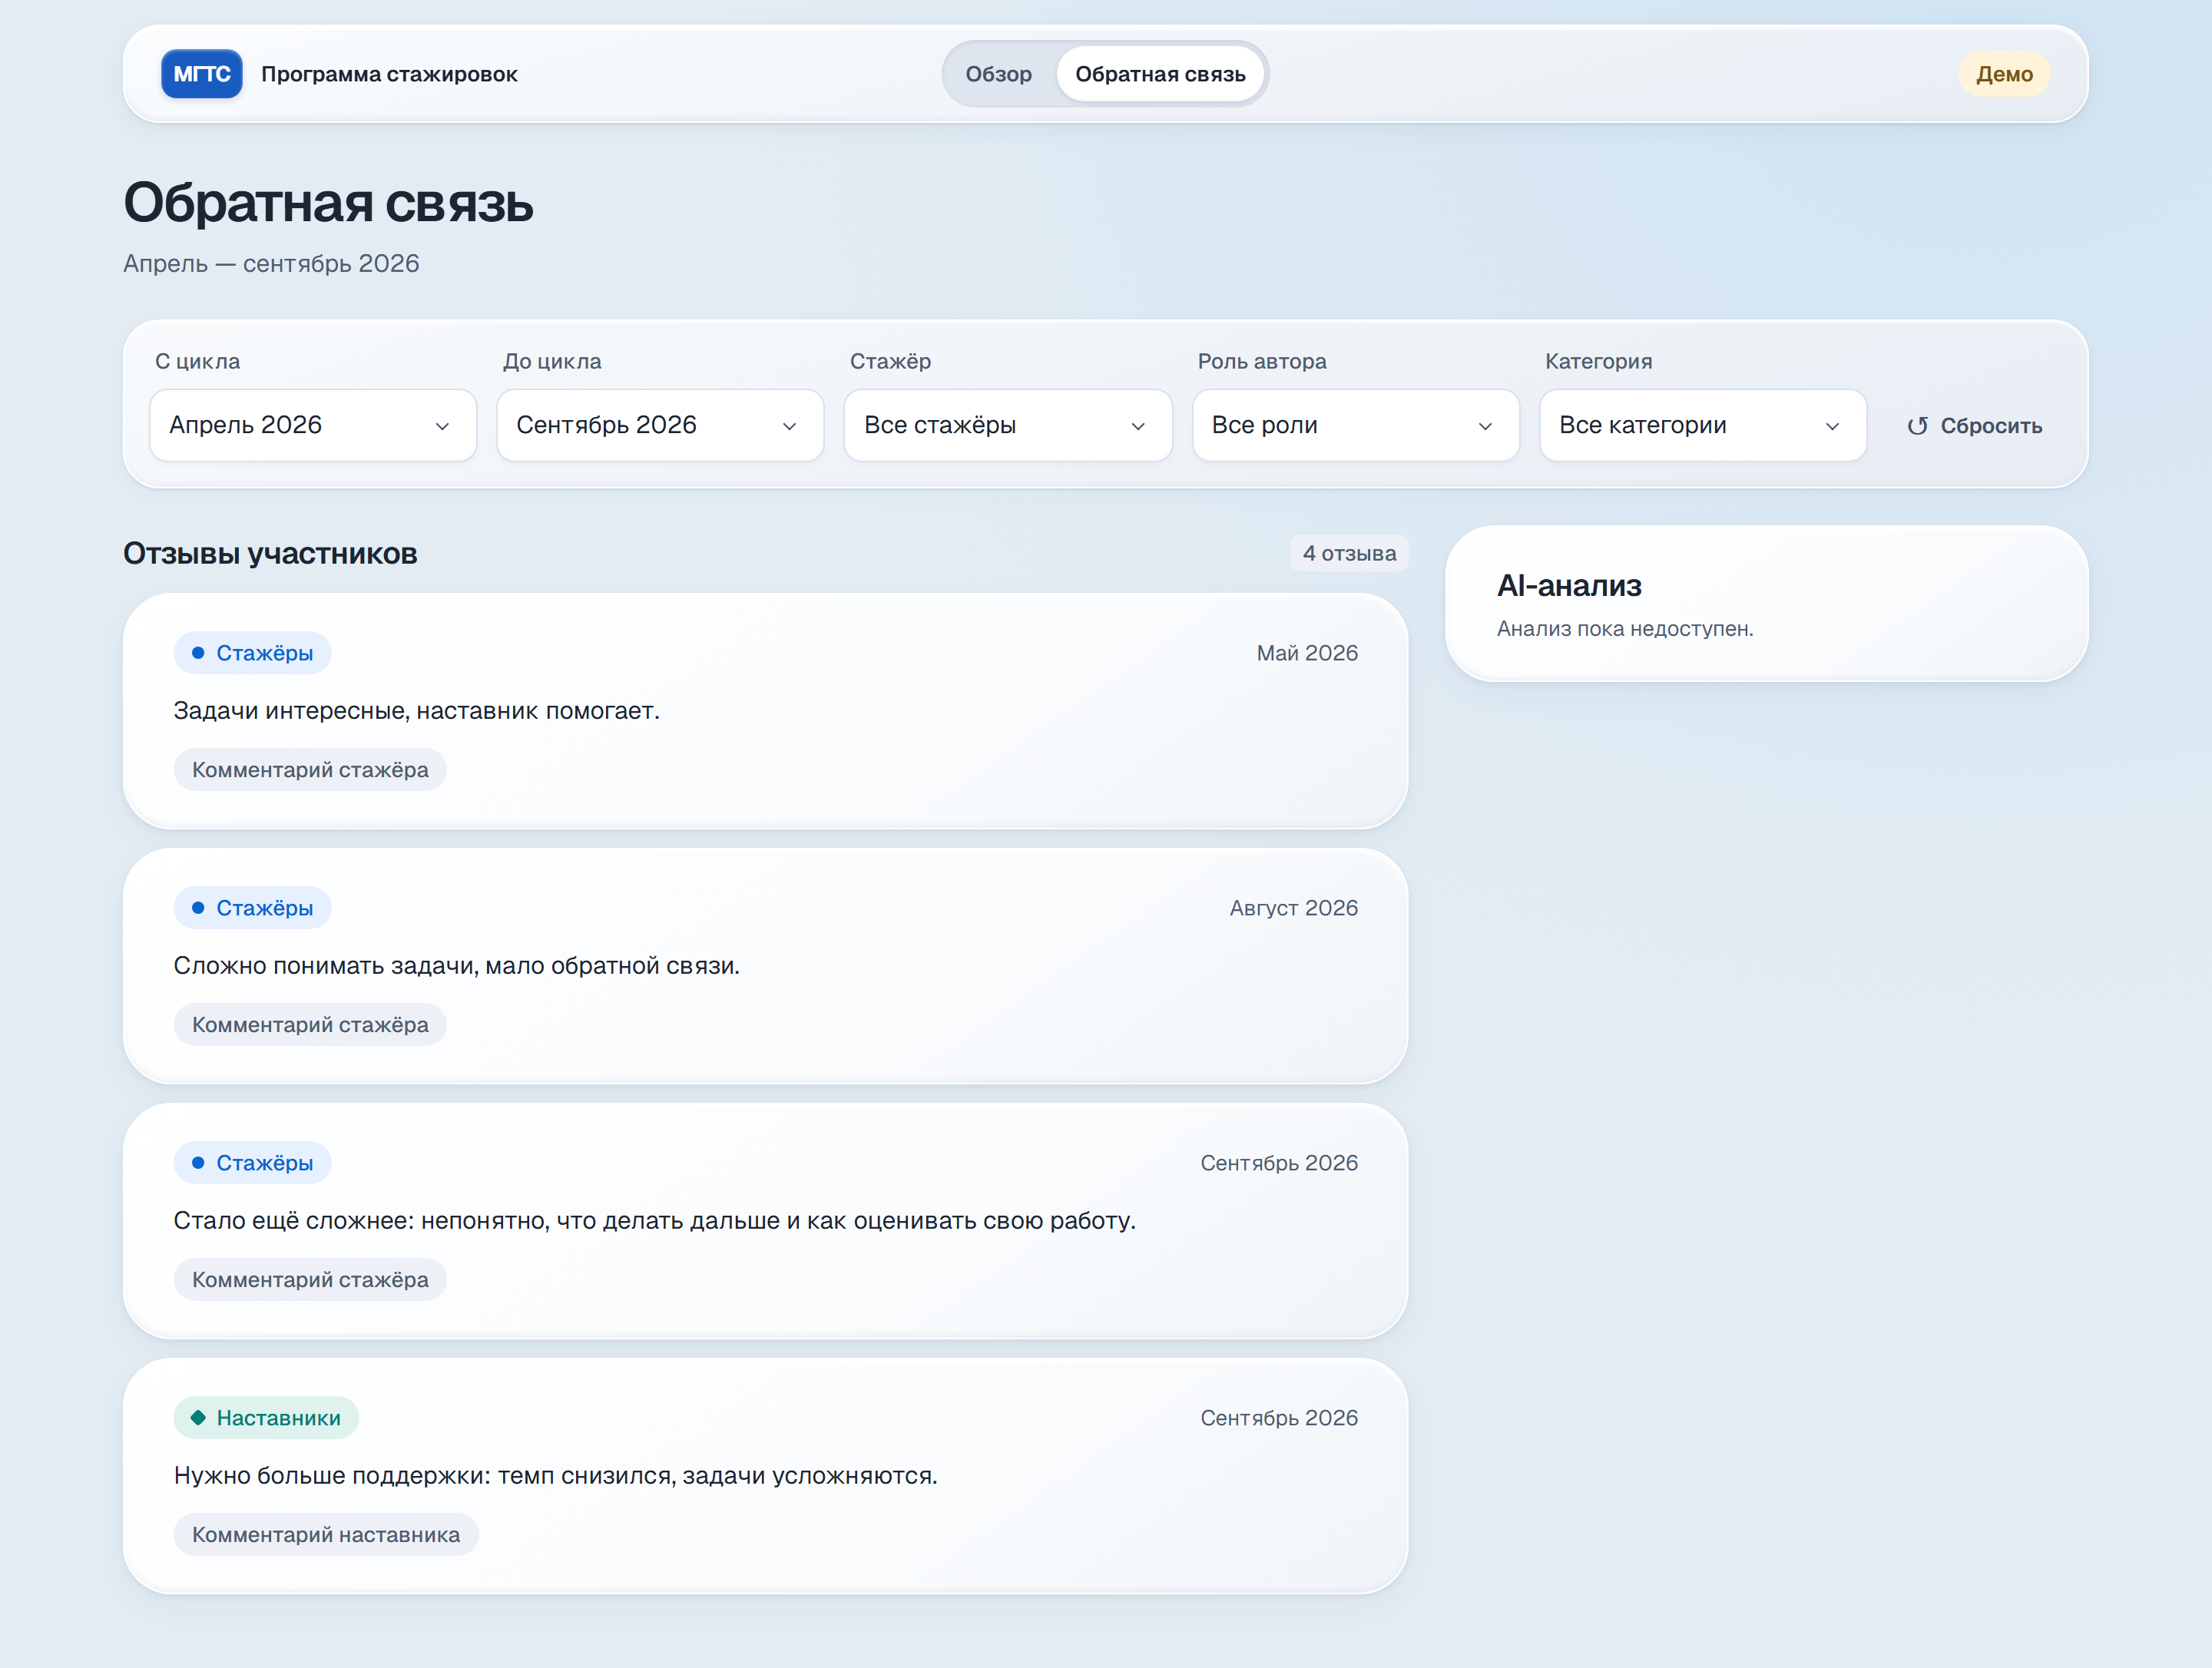 МГТС
Программа стажировок
Обзор
Обратная связь
Демо
Обратная связь
Апрель — сентябрь 2026
С цикла
До цикла
Стажёр
Роль автора
Категория
Апрель 2026
Сентябрь 2026
Все стажёры
Все роли
Все категории
Сбросить
Отзывы участников
4 отзыва
Стажёры
Май 2026
Задачи интересные, наставник помогает.
Комментарий стажёра
Стажёры
Август 2026
Сложно понимать задачи, мало обратной связи.
Комментарий стажёра
Стажёры
Сентябрь 2026
Стало ещё сложнее: непонятно, что делать дальше и как оценивать свою работу.
Комментарий стажёра
Наставники
Сентябрь 2026
Нужно больше поддержки: темп снизился, задачи усложняются.
Комментарий наставника
AI-анализ
Анализ пока недоступен.